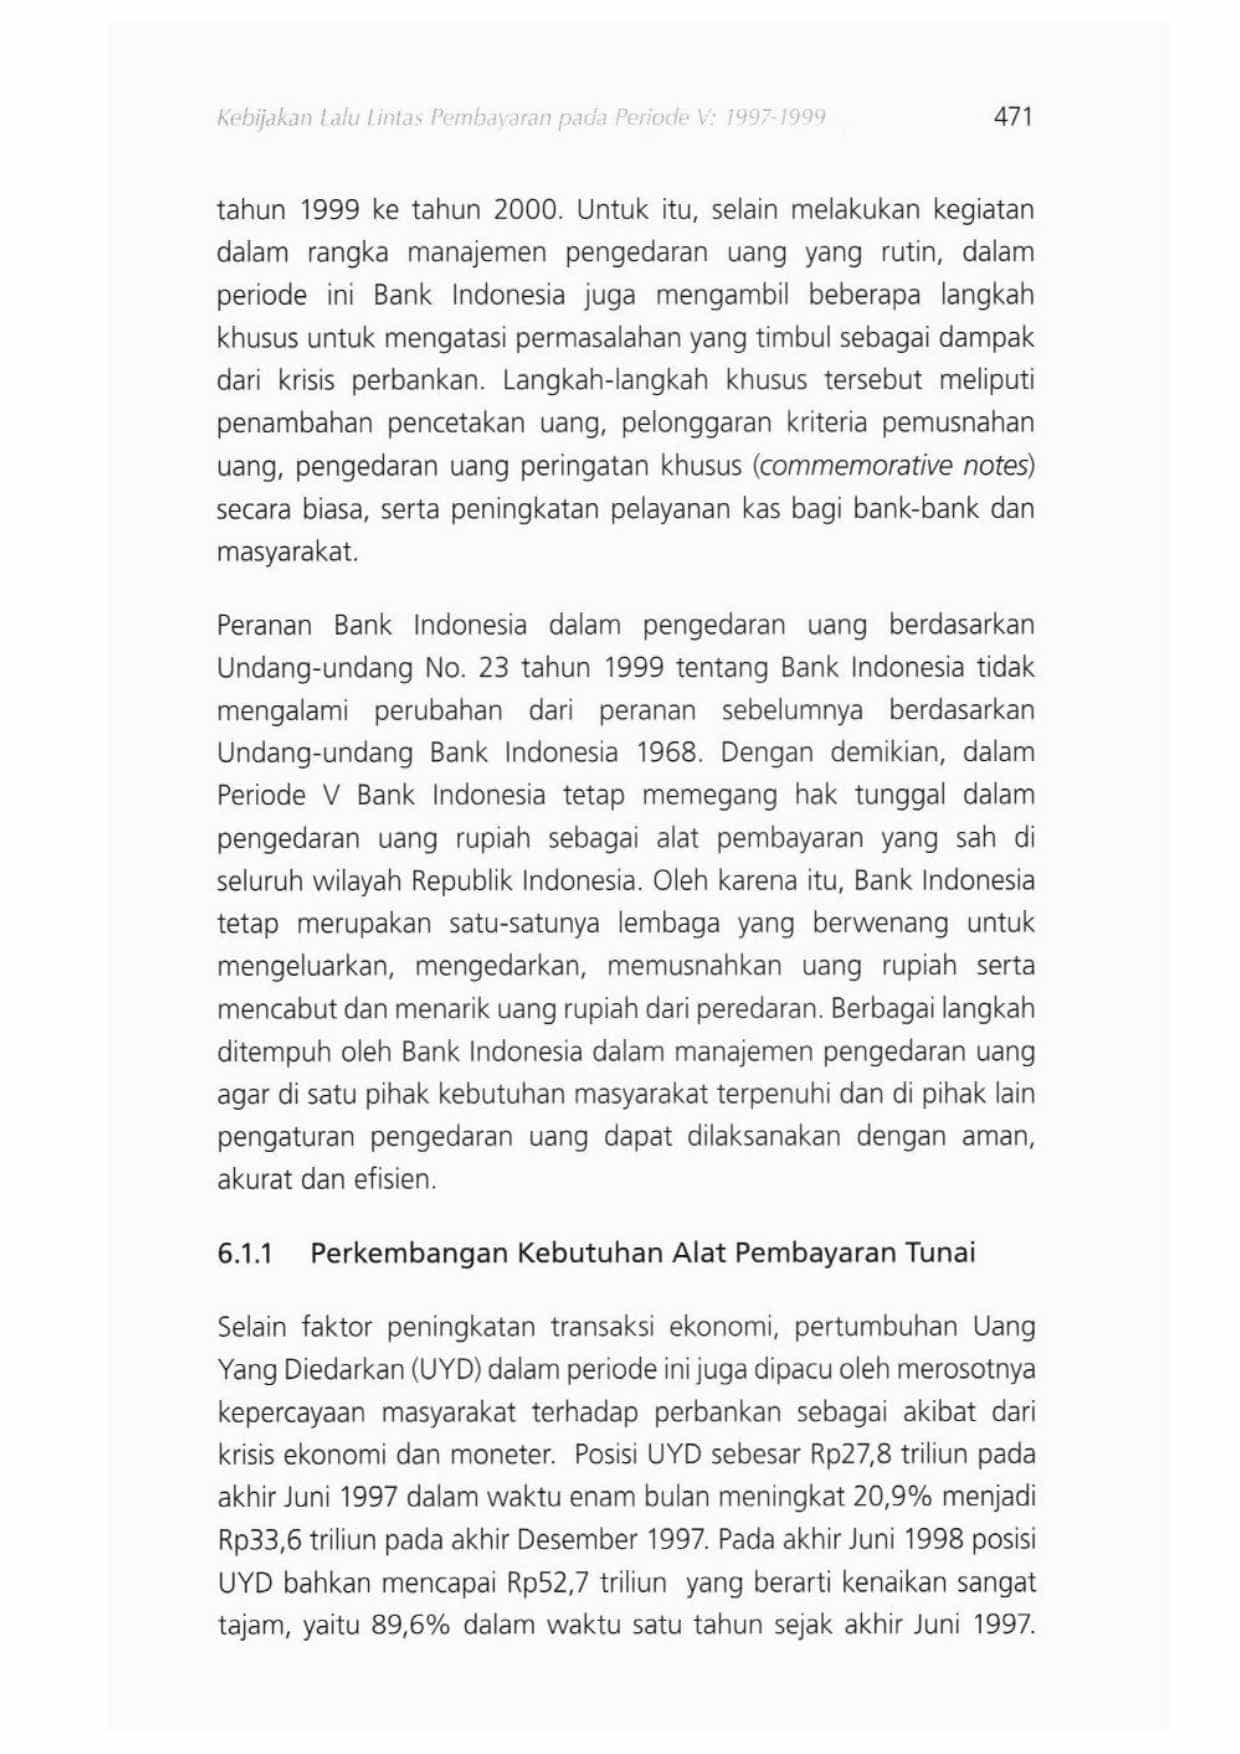 Kebijakan Lalu Lintas Pembayaran pada Periode V: 1997-1999 471
tahun 1999 ke tahun 2000. Untuk itu, selain melakukan kegiatan
dalam rangka manajemen pengedaran uang yang rutin, dalam
periode ini Bank Indonesia juga mengambil beberapa langkah
khusus untuk mengatasi permasalahan yang timbul sebagai dampak
dari krisis perbankan. Langkah-langkah khusus tersebut meliputi
penambahan pencetakan uang, pelonggaran kriteria pemusnahan
uang, pengedaran uang peringatan khusus (commemorative notes)
secara biasa, serta peningkatan pelayanan kas bagi bank-bank dan
masyarakat.
Peranan Bank Indonesia dalam pengedaran uang berdasarkan
Undang-undang No. 23 tahun 1999 tentang Bank Indonesia tidak
mengalami perubahan dari peranan sebelumnya berdasarkan
Undang-undang Bank Indonesia 1968. Dengan demikian, dalam
Periode V Bank Indonesia tetap memegang hak tunggal dalam
pengedaran uang rupiah sebagai alat pembayaran yang sah di
seluruh wilayah Republik Indonesia. Oleh karena itu, Bank Indonesia
tetap merupakan satu-satunya lembaga yang berwenang untuk
mengeluarkan, mengedarkan, memusnahkan uang rupiah serta
mencabut dan menarik uang rupiah dari peredaran. Berbagai langkah
ditempuh oleh Bank Indonesia dalam manajemen pengedaran uang
agar di satu pihak kebutuhan masyarakat terpenuhi dan di pihak lain
pengaturan pengedaran uang dapat dilaksanakan dengan aman,
akurat dan efisien.
6.1.1 Perkembangan Kebutuhan Alat Pembayaran Tunai
Selain faktor peningkatan transaksi ekonomi, pertumbuhan Uang
Yang Diedarkan (UYD) dalam periode ini juga dipacu oleh merosotnya
kepercayaan masyarakat terhadap perbankan sebagai akibat dari
krisis ekonomi dan moneter. Posisi UYD sebesar Rp27,8 triliun pada
akhir Juni 1997 dalam waktu enam bulan meningkat 20,9% menjadi
Rp33,6 triliun pada akhir Desember 1997. Pada akhir Juni 1998 posisi
UYD bahkan mencapai Rp52,7 triliun yang berarti kenaikan sangat
tajam, yaitu 89,6% dalam waktu satu tahun sejak akhir Juni 1997.